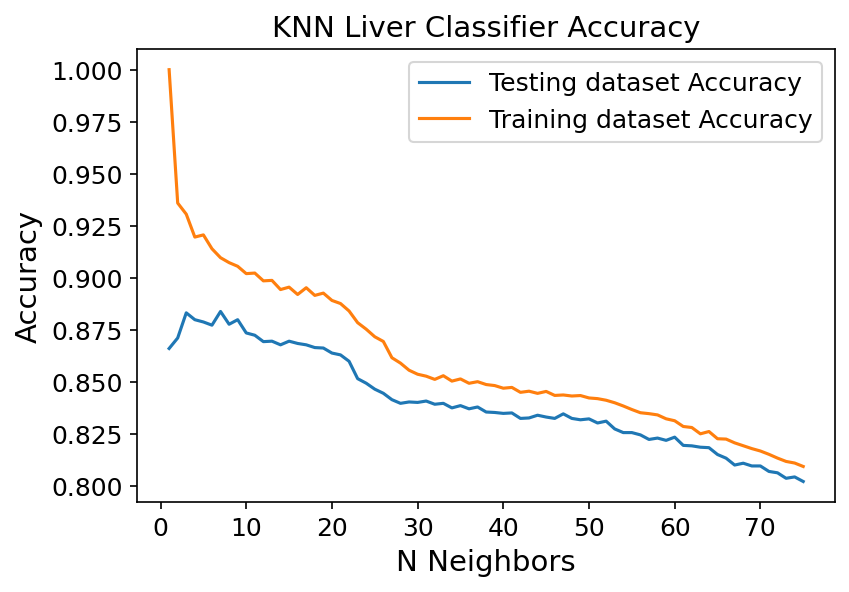 KNN Liver Classifier Accuracy
Testing dataset Accuracy
Training dataset Accuracy
Accuracy
1.000
0.975
0.950
0.925
0.900
0.875
0.850
0.825
0.800
0 10 20 30 40 50 60 70
N Neighbors